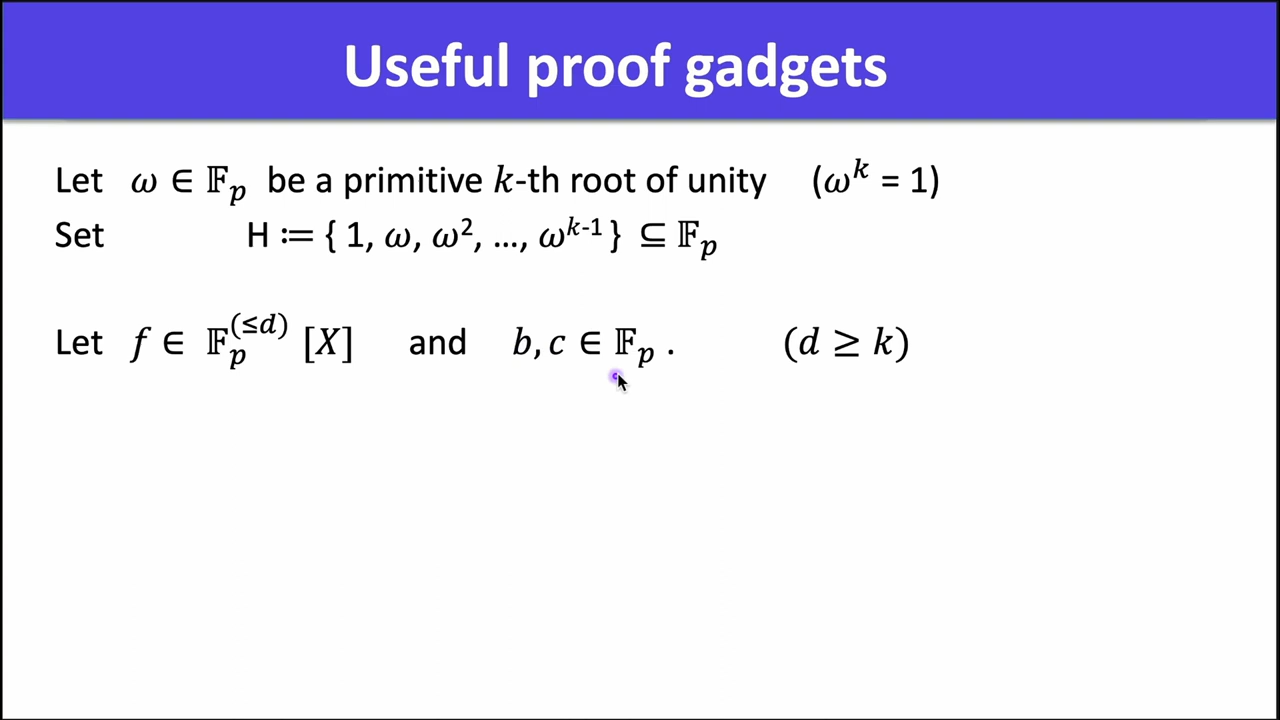 Useful proof gadgets
Let ω ∈ 𝔽ₚ be a primitive k-th root of unity (ωᵏ = 1)
Set H ≔ { 1, ω, ω², …, ωᵏ⁻¹ } ⊆ 𝔽ₚ
Let f ∈ 𝔽ₚ^(≤d) [X] and b, c ∈ 𝔽ₚ . (d ≥ k)